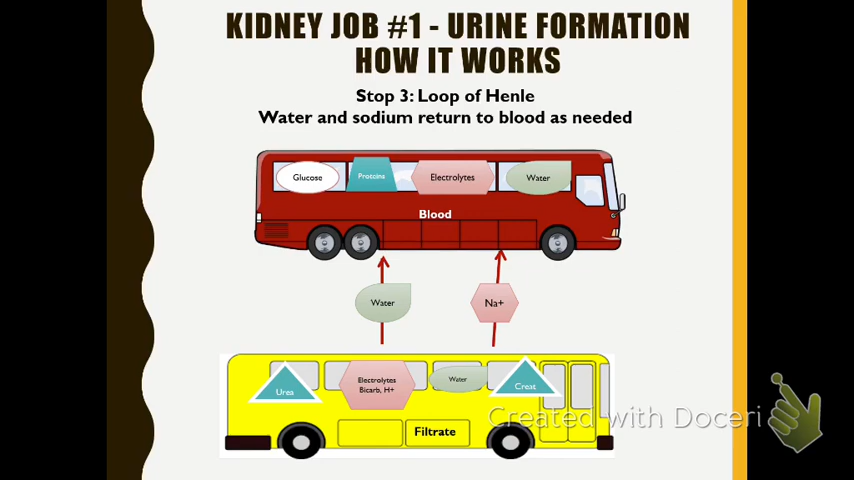 KIDNEY JOB #1 - URINE FORMATION
HOW IT WORKS
Stop 3: Loop of Henle
Water and sodium return to blood as needed
Glucose
Proteins
Electrolytes
Water
Blood
Water
Na+
Urea
Electrolytes
Bicarb, H+
Water
Creat
Created with Doceri
Filtrate